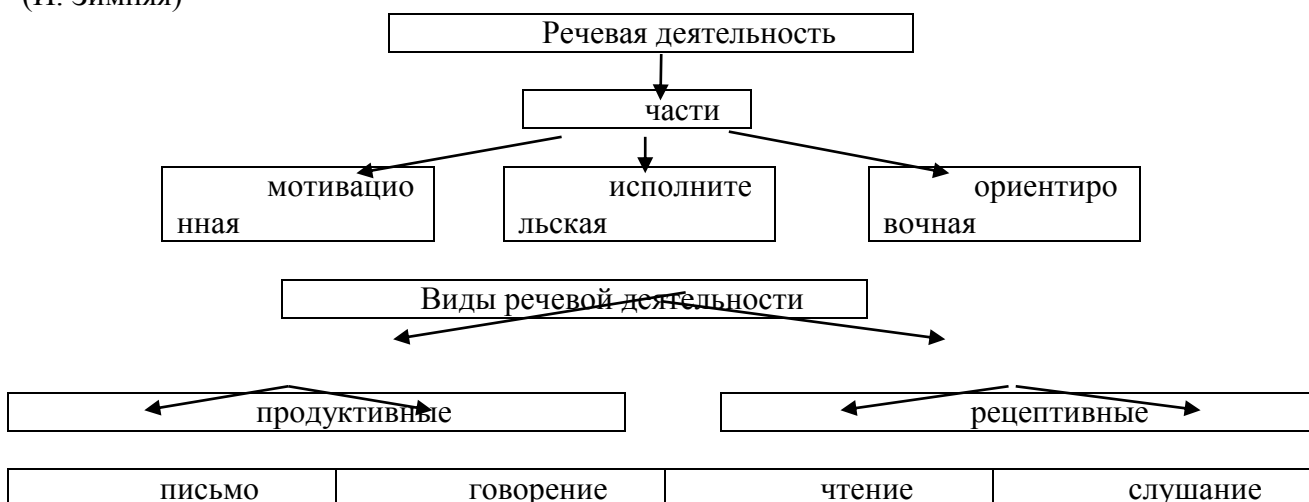 (И. Зимняя)
Речевая деятельность
части
мотивацио
нная
исполните
льская
ориентиро
вочная
Виды речевой деятельности
продуктивные
рецептивные
письмо
говорение
чтение
слушание